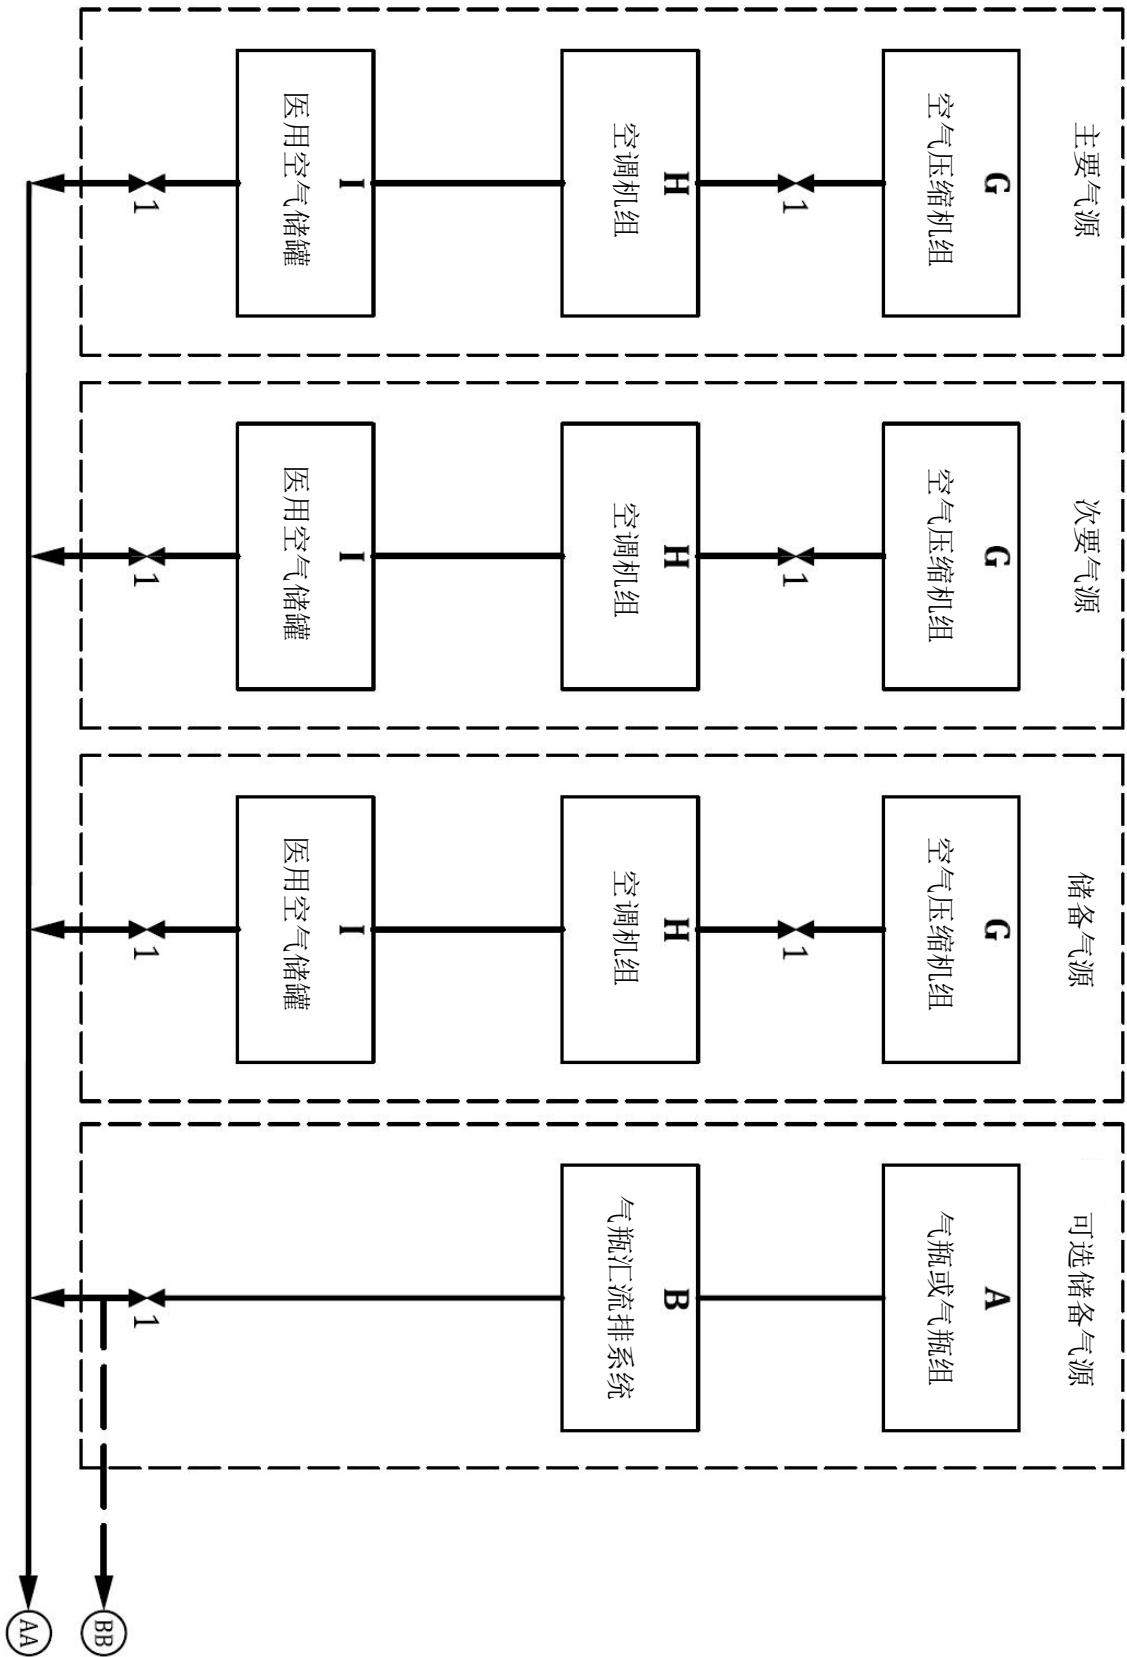 主要气源
G
空气压缩机组
1
H
空调机组
I
医用空气储罐
1
次要气源
G
空气压缩机组
1
H
空调机组
I
医用空气储罐
1
储备气源
G
空气压缩机组
1
H
空调机组
I
医用空气储罐
1
可选储备气源
A
气瓶或气瓶组
B
气瓶汇流排系统
1
BB
AA